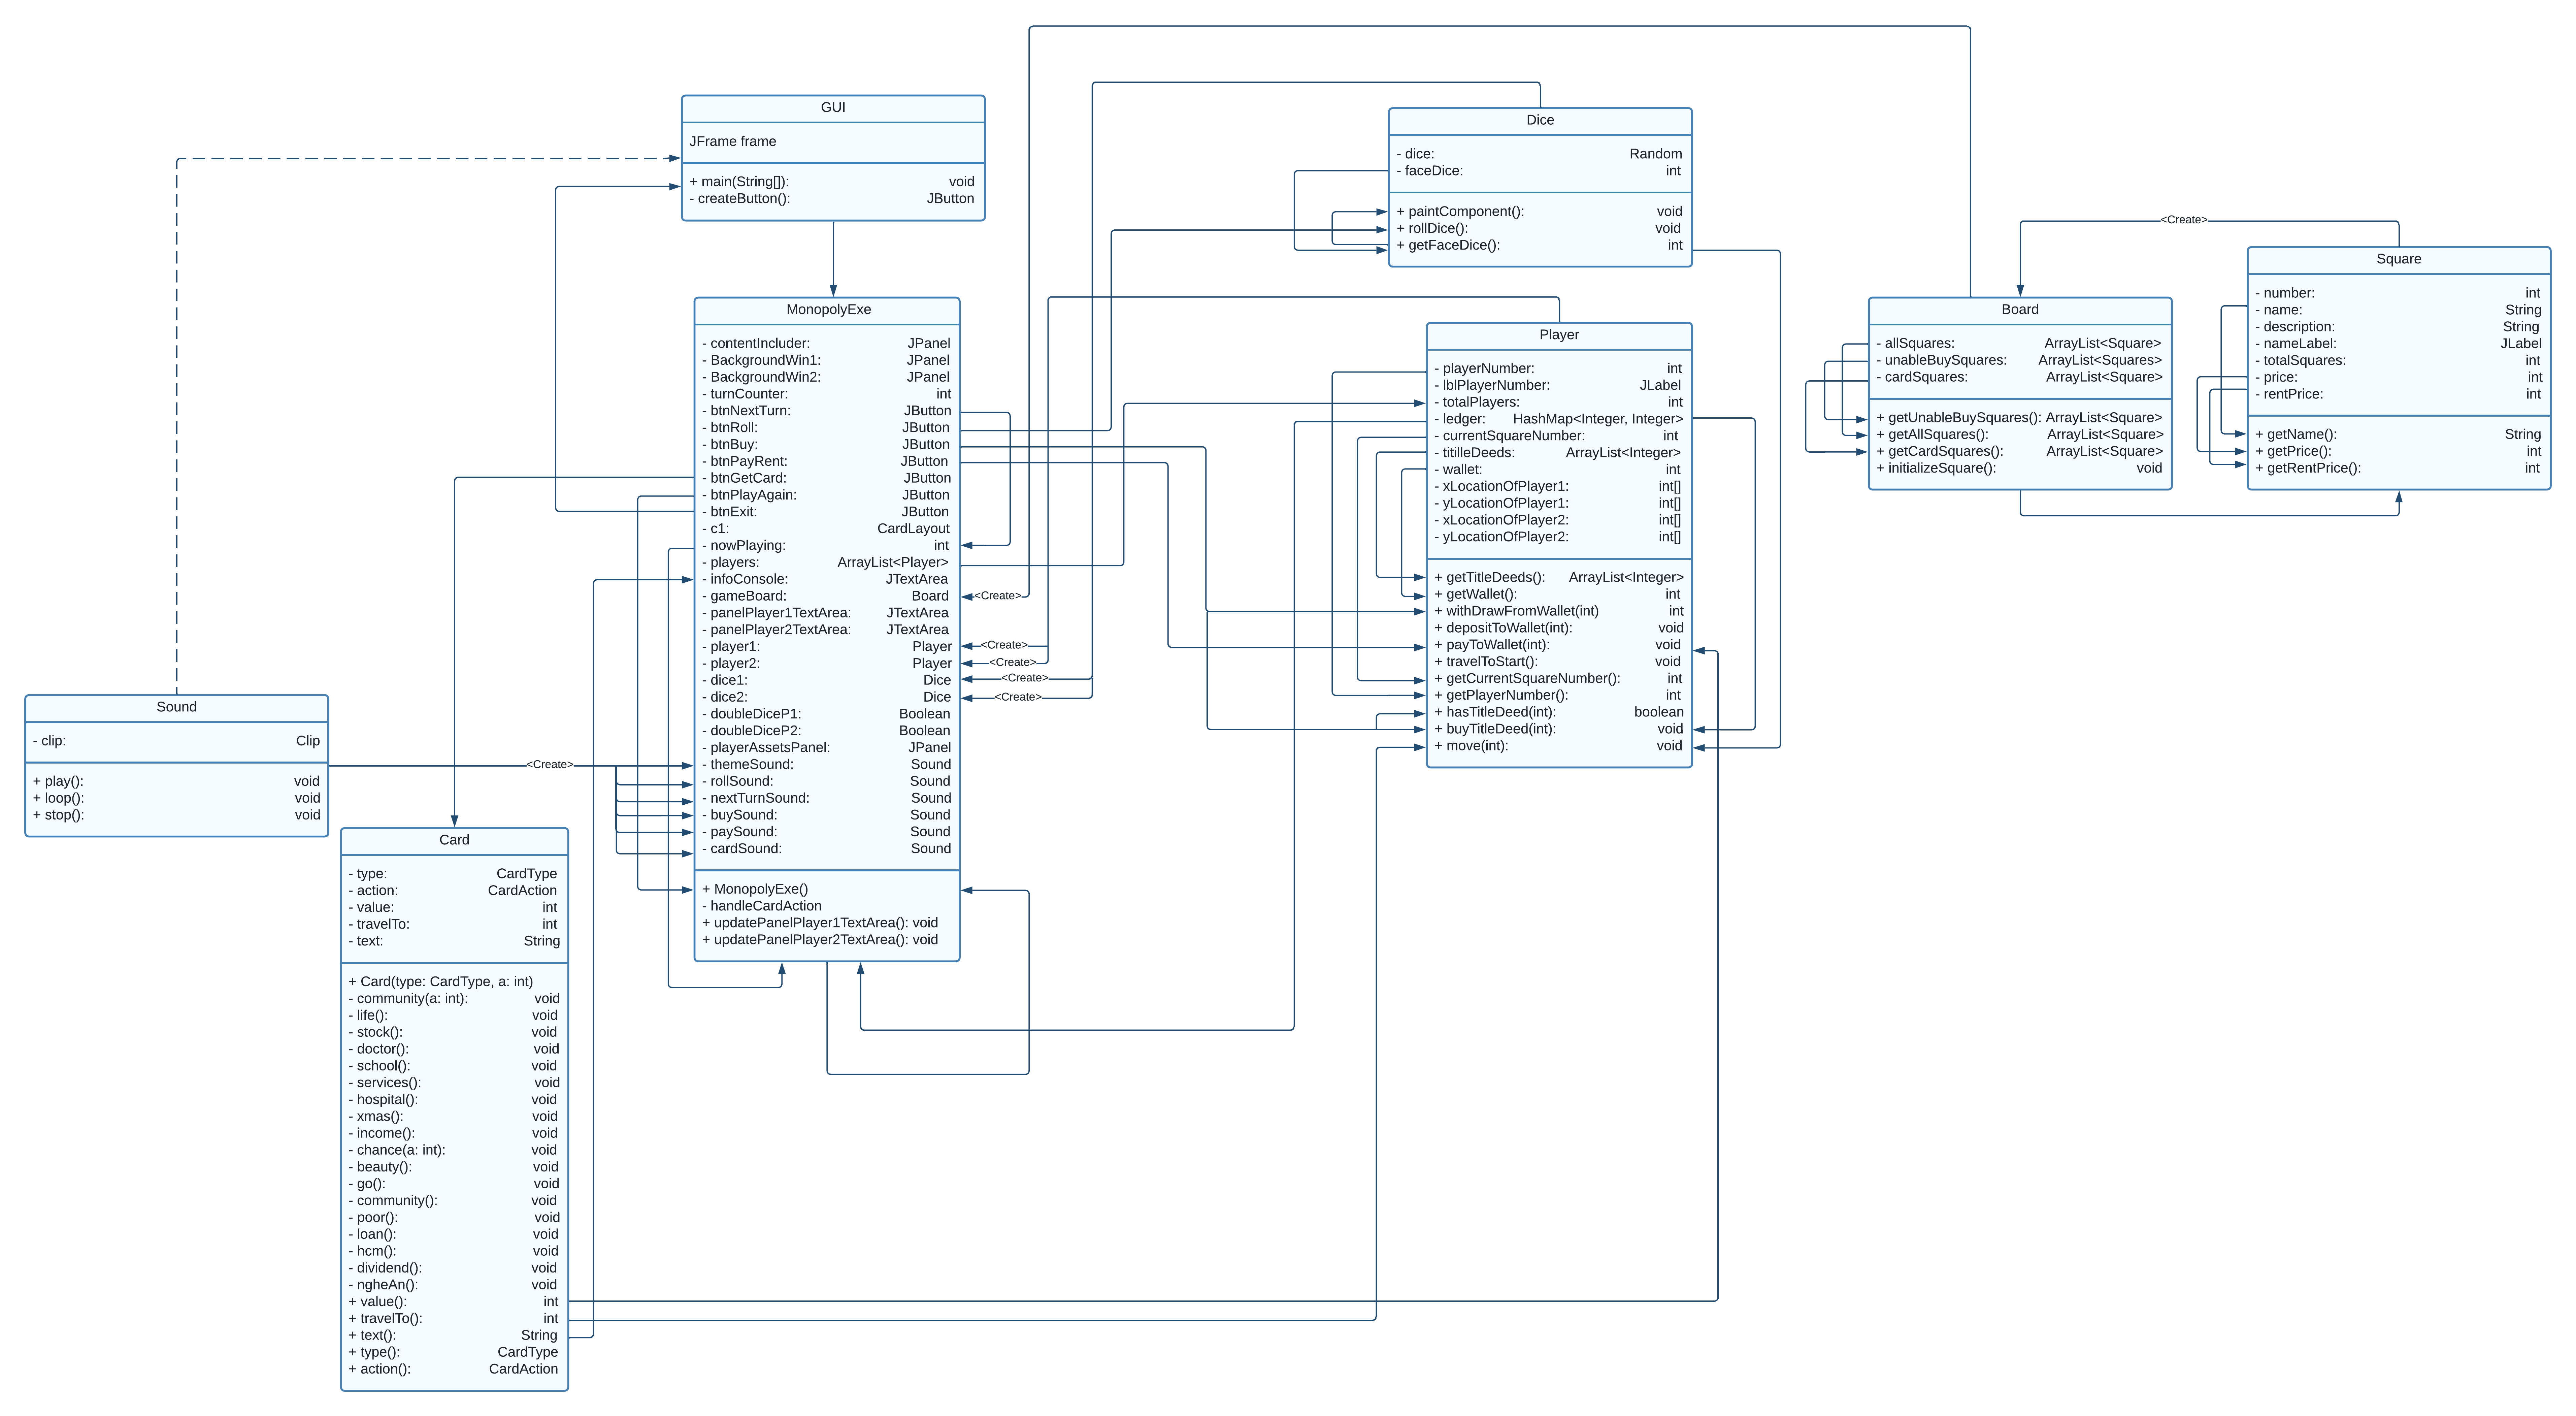 GUI
JFrame frame
+ main(String[]): void
- createButton(): JButton
Dice
- dice: Random
- faceDice: int
+ paintComponent(): void
+ rollDice(): void
+ getFaceDice(): int
<Create>
Square
- number: int
- name: String
- description: String
- nameLabel: JLabel
- totalSquares: int
- price: int
- rentPrice: int
+ getName(): String
+ getPrice(): int
+ getRentPrice(): int
Board
- allSquares: ArrayList<Square>
- unableBuySquares: ArrayList<Squares>
- cardSquares: ArrayList<Square>
+ getUnableBuySquares(): ArrayList<Square>
+ getAllSquares(): ArrayList<Square>
+ getCardSquares(): ArrayList<Square>
+ initializeSquare(): void
MonopolyExe
- contentIncluder: JPanel
- BackgroundWin1: JPanel
- BackgroundWin2: JPanel
- turnCounter: int
- btnNextTurn: JButton
- btnRoll: JButton
- btnBuy: JButton
- btnPayRent: JButton
- btnGetCard: JButton
- btnPlayAgain: JButton
- btnExit: JButton
- c1: CardLayout
- nowPlaying: int
- players: ArrayList<Player>
- infoConsole: JTextArea
- gameBoard: Board
- panelPlayer1TextArea: JTextArea
- panelPlayer2TextArea: JTextArea
- player1: Player
- player2: Player
- dice1: Dice
- dice2: Dice
- doubleDiceP1: Boolean
- doubleDiceP2: Boolean
- playerAssetsPanel: JPanel
- themeSound: Sound
- rollSound: Sound
- nextTurnSound: Sound
- buySound: Sound
- paySound: Sound
- cardSound: Sound
+ MonopolyExe()
- handleCardAction
+ updatePanelPlayer1TextArea(): void
+ updatePanelPlayer2TextArea(): void
<Create>
<Create>
<Create>
<Create>
<Create>
Player
- playerNumber: int
- lblPlayerNumber: JLabel
- totalPlayers: int
- ledger: HashMap<Integer, Integer>
- currentSquareNumber: int
- titilleDeeds: ArrayList<Integer>
- wallet: int
- xLocationOfPlayer1: int[]
- yLocationOfPlayer1: int[]
- xLocationOfPlayer2: int[]
- yLocationOfPlayer2: int[]
+ getTitleDeeds(): ArrayList<Integer>
+ getWallet(): int
+ withDrawFromWallet(int) int
+ depositToWallet(int): void
+ payToWallet(int): void
+ travelToStart(): void
+ getCurrentSquareNumber(): int
+ getPlayerNumber(): int
+ hasTitleDeed(int): boolean
+ buyTitleDeed(int): void
+ move(int): void
Sound
- clip: Clip
+ play(): void
+ loop(): void
+ stop(): void
<Create>
Card
- type: CardType
- action: CardAction
- value: int
- travelTo: int
- text: String
+ Card(type: CardType, a: int)
- community(a: int): void
- life(): void
- stock(): void
- doctor(): void
- school(): void
- services(): void
- hospital(): void
- xmas(): void
- income(): void
- chance(a: int): void
- beauty(): void
- go(): void
- community(): void
- poor(): void
- loan(): void
- hcm(): void
- dividend(): void
- ngheAn(): void
+ value(): int
+ travelTo(): int
+ text(): String
+ type(): CardType
+ action(): CardAction